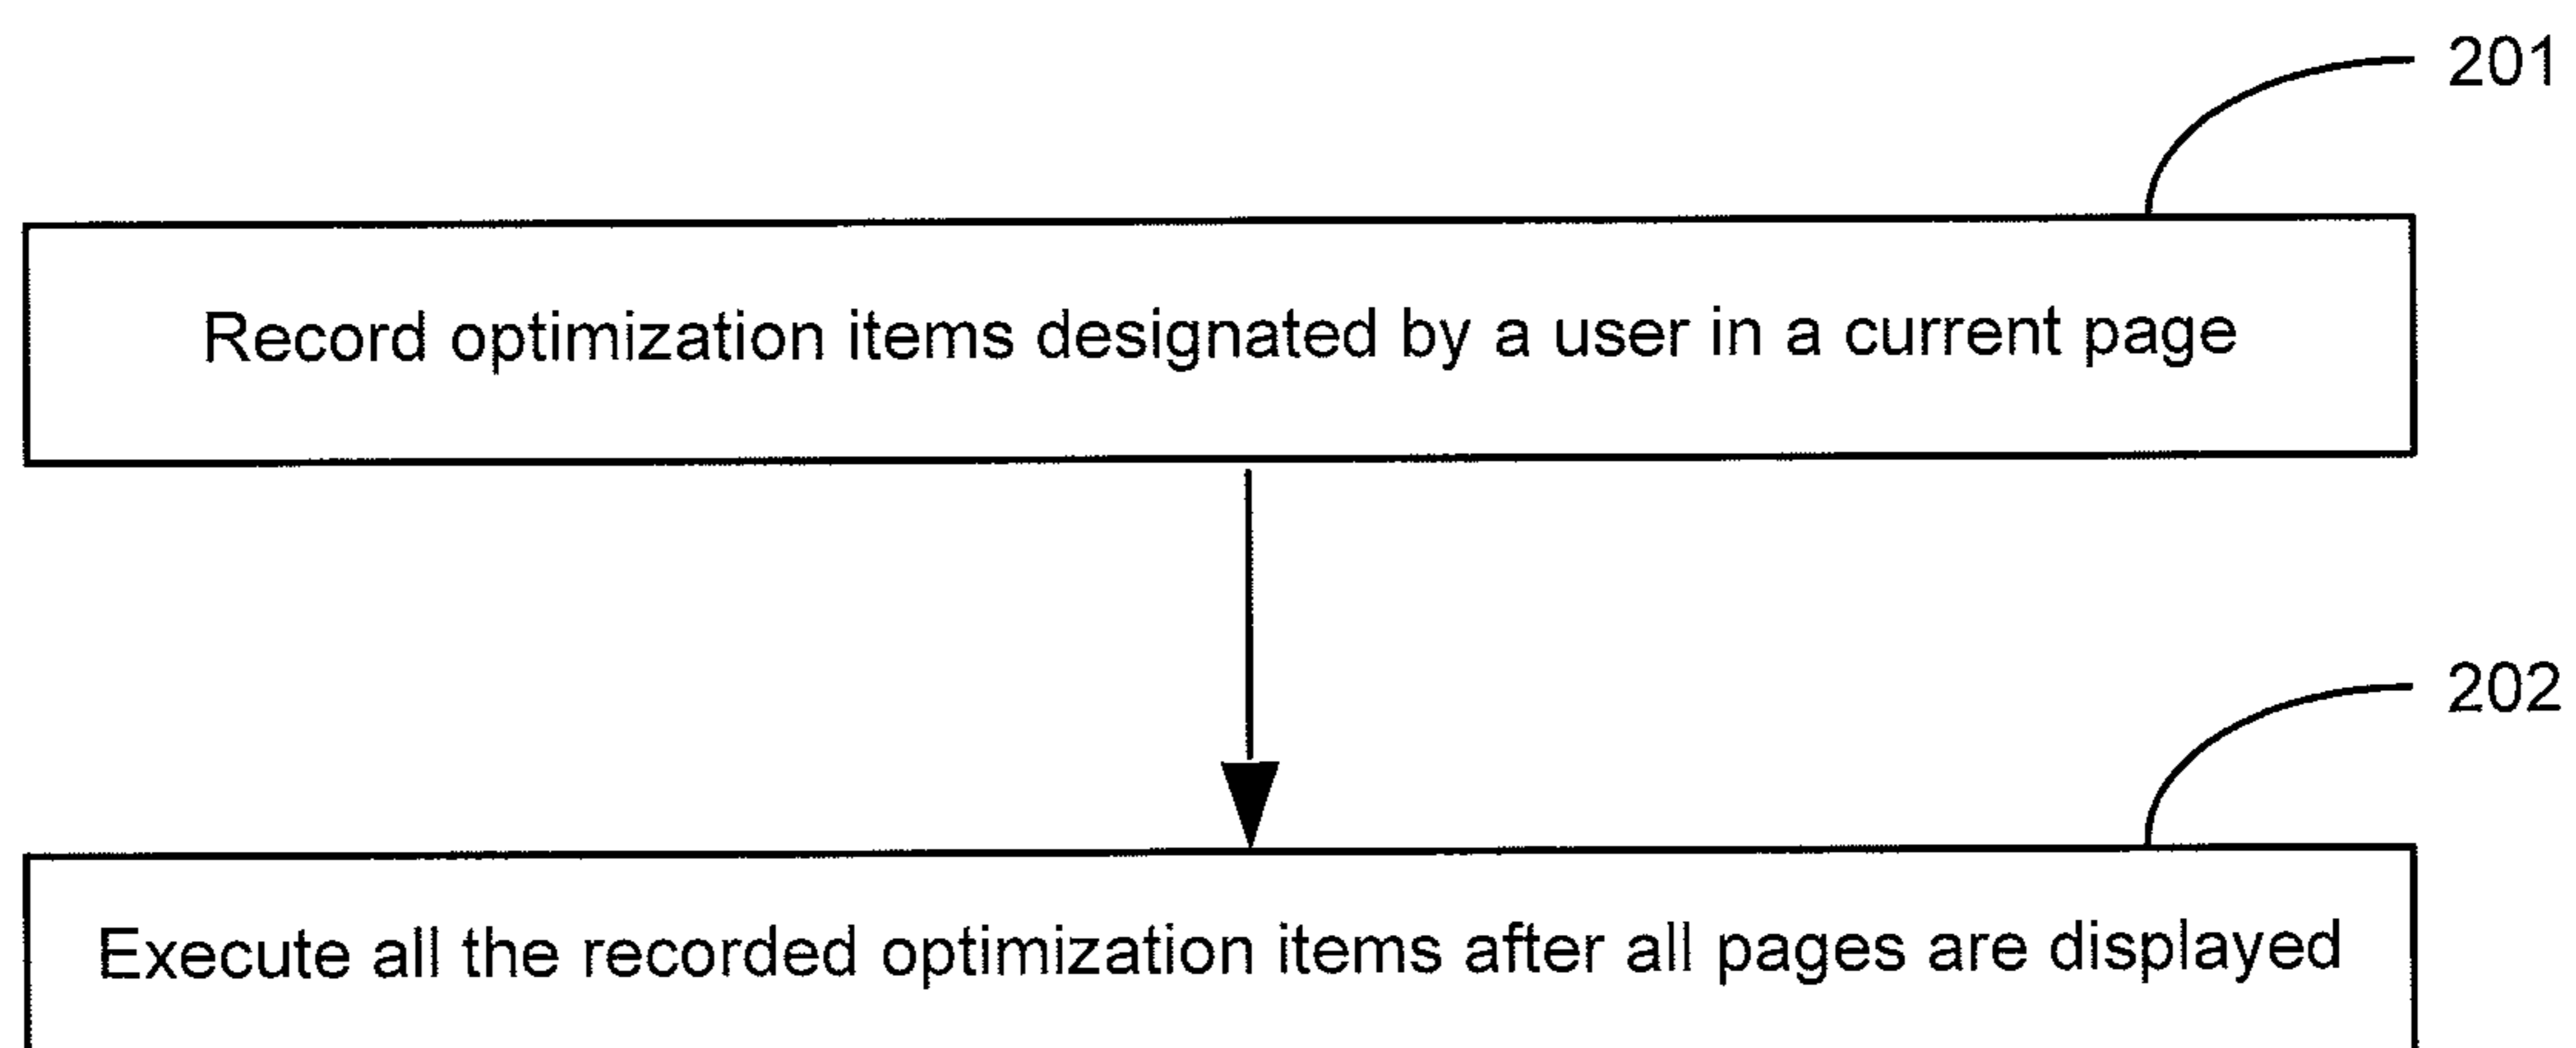 201
Record optimization items designated by a user in a current page
202
Execute all the recorded optimization items after all pages are displayed